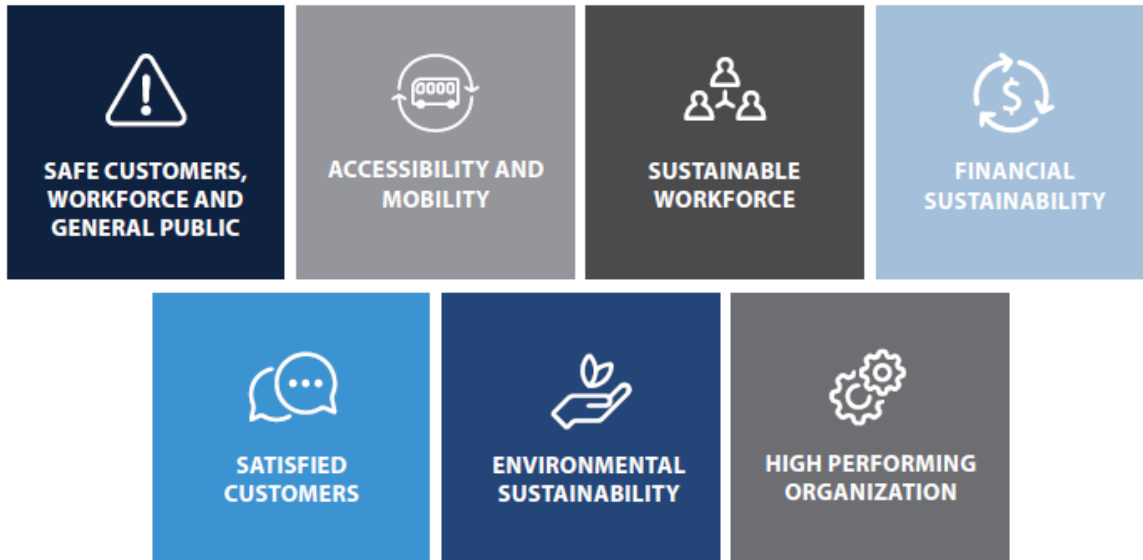 SAFE CUSTOMERS,
WORKFORCE AND
GENERAL PUBLIC
ACCESSIBILITY AND
MOBILITY
SUSTAINABLE
WORKFORCE
$
FINANCIAL
SUSTAINABILITY
SATISFIED
CUSTOMERS
ENVIRONMENTAL
SUSTAINABILITY
HIGH PERFORMING
ORGANIZATION